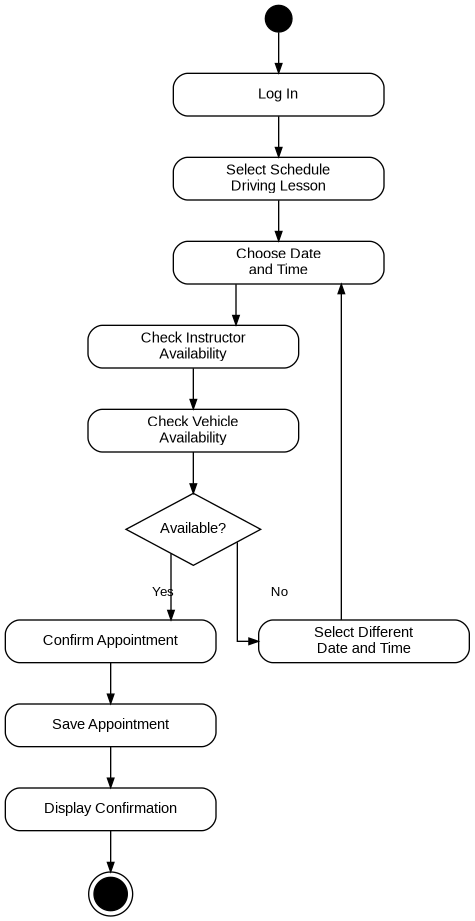 Log In
Select Schedule
Driving Lesson
Choose Date
and Time
Check Instructor
Availability
Check Vehicle
Availability
Available?
Yes
No
Confirm Appointment
Select Different
Date and Time
Save Appointment
Display Confirmation